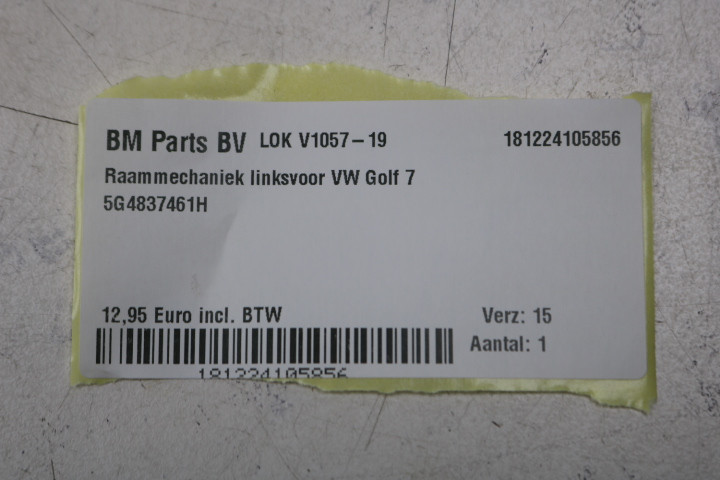 BM Parts BV LOK V1057-19 181224105856
Raammechaniek linksvoor VW Golf 7
5G4837461H
12,95 Euro incl. BTW Verz: 15
Aantal: 1
181224105856